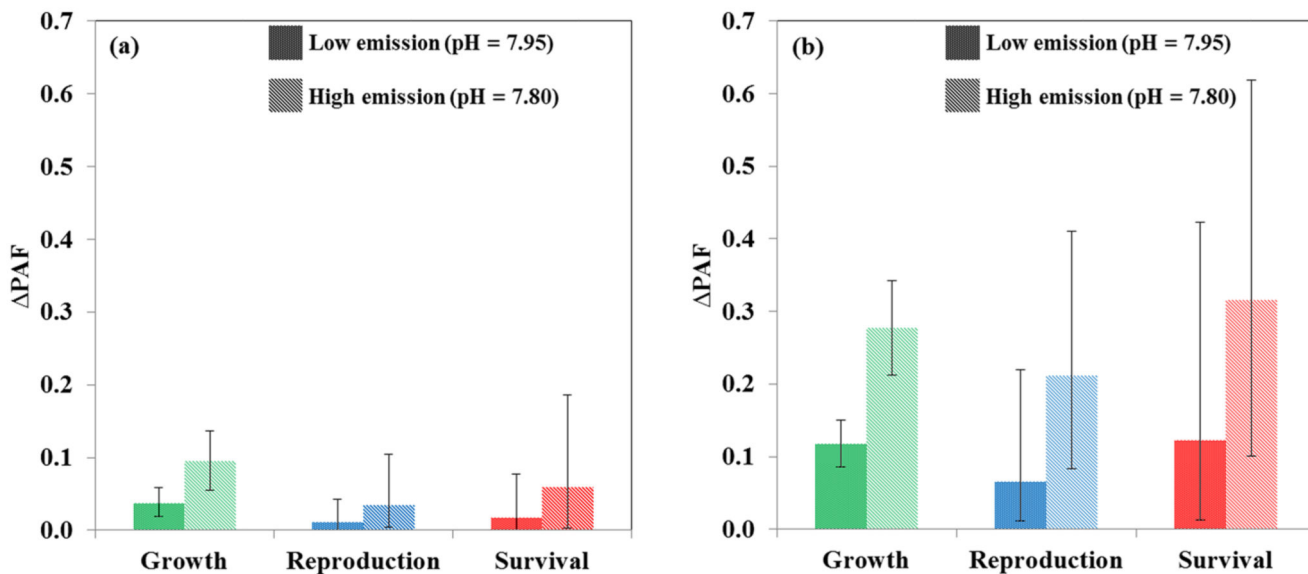 (a)
Low emission (pH = 7.95)
High emission (pH = 7.80)
ΔPAF
0.7
0.6
0.5
0.4
0.3
0.2
0.1
0.0
Growth Reproduction Survival
(b)
Low emission (pH = 7.95)
High emission (pH = 7.80)
ΔPAF
0.7
0.6
0.5
0.4
0.3
0.2
0.1
0.0
Growth Reproduction Survival